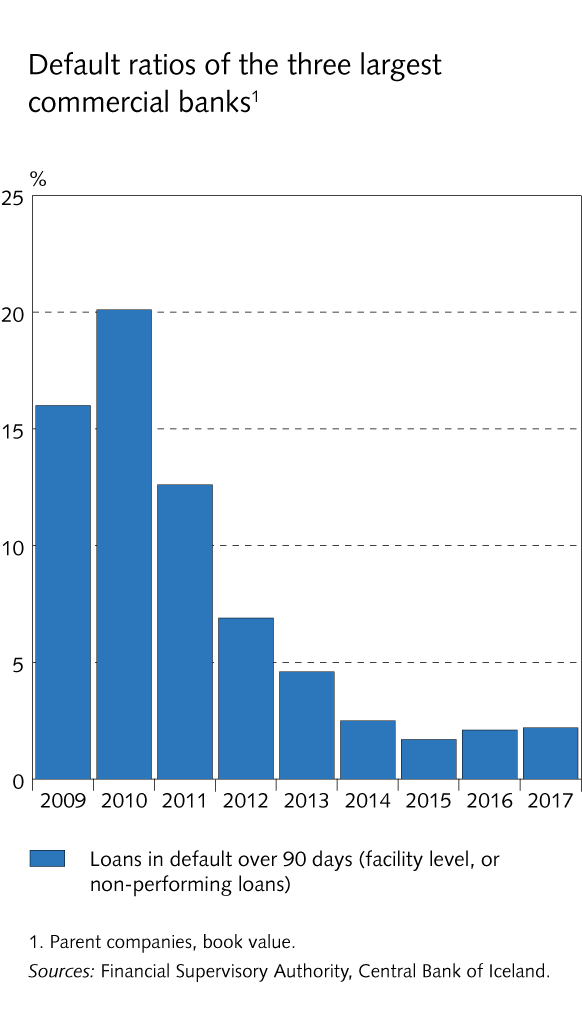 Default ratios of the three largest
commercial banks¹
%
25
20
15
10
5
0
2009 2010 2011 2012 2013 2014 2015 2016 2017
Loans in default over 90 days (facility level, or
non-performing loans)
1. Parent companies, book value.
Sources: Financial Supervisory Authority, Central Bank of Iceland.